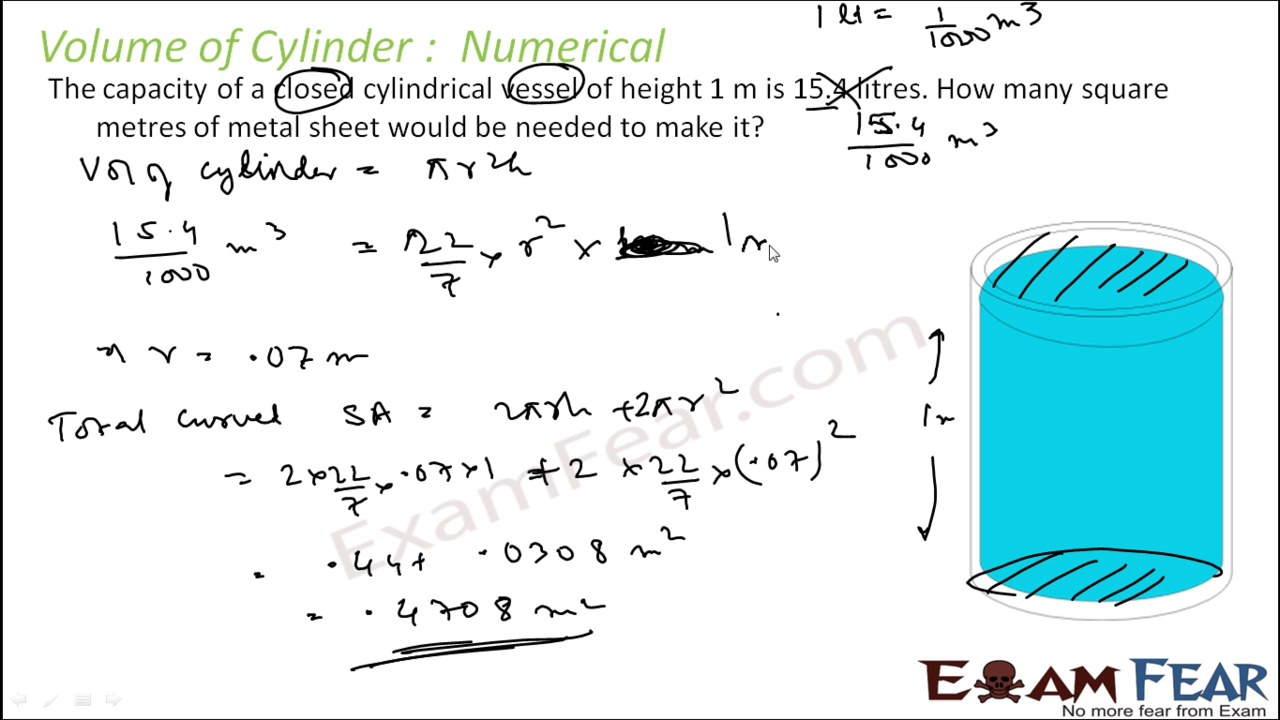 1 lit = 1/1000 m3
Volume of Cylinder : Numerical
The capacity of a closed cylindrical vessel of height 1 m is 15.4 litres. How many square
metres of metal sheet would be needed to make it?
15.4/1000 m3
Vol of cylinder = πr2h
15.4/1000 m3 = 22/7 × r2 × 1m
⇒ r = .07 m
Total curved SA = 2πrh + 2πr2
1m
= 2 × 22/7 × .07 × 1 + 2 × 22/7 × (.07)2
= .44 + .0308 m2
= .4708 m2
ExamFear.com
EXAM FEAR
No more fear from Exam